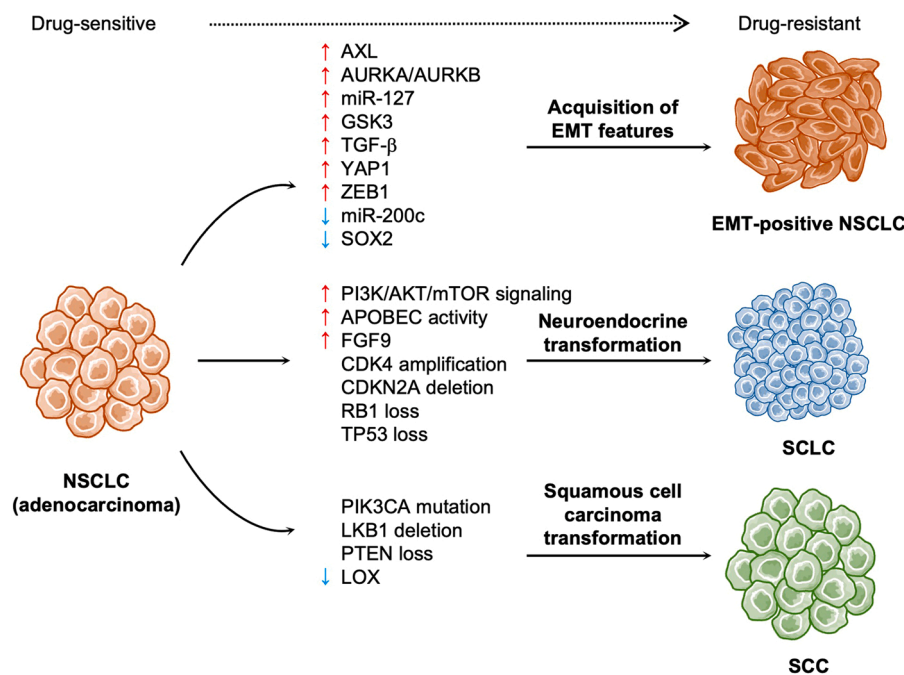 Drug-sensitive
Drug-resistant
↑ AXL
↑ AURKA/AURKB
↑ miR-127
↑ GSK3
↑ TGF-β
↑ YAP1
↑ ZEB1
↓ miR-200c
↓ SOX2
Acquisition of
EMT features
EMT-positive NSCLC
NSCLC
(adenocarcinoma)
↑ PI3K/AKT/mTOR signaling
↑ APOBEC activity
↑ FGF9
CDK4 amplification
CDKN2A deletion
RB1 loss
TP53 loss
Neuroendocrine
transformation
SCLC
PIK3CA mutation
LKB1 deletion
PTEN loss
↓ LOX
Squamous cell
carcinoma
transformation
SCC